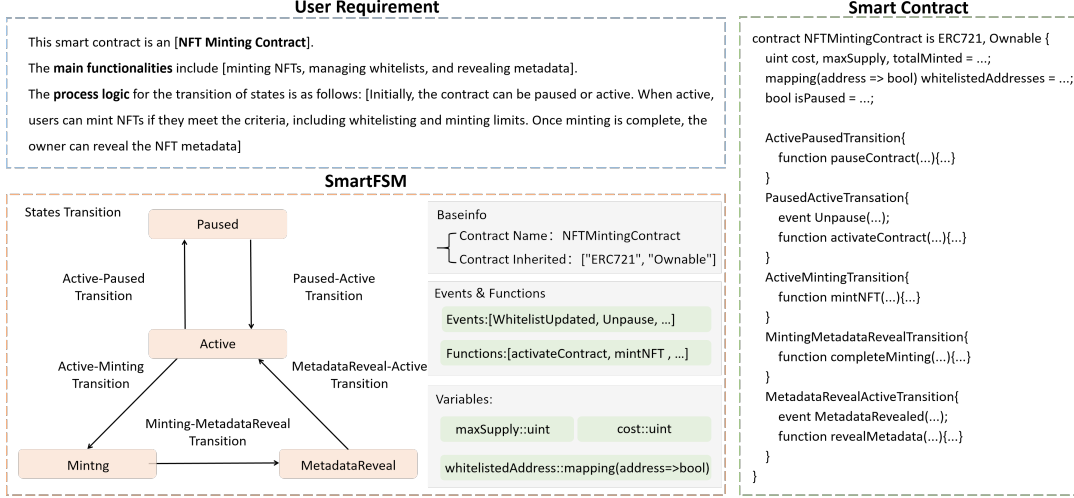 User Requirement
This smart contract is an [NFT Minting Contract].
The main functionalities include [minting NFTs, managing whitelists, and revealing metadata].
The process logic for the transition of states is as follows: [Initially, the contract can be paused or active. When active,
users can mint NFTs if they meet the criteria, including whitelisting and minting limits. Once minting is complete, the
owner can reveal the NFT metadata]
SmartFSM
States Transition
Paused
Active-Paused
Transition
Paused-Active
Transition
Active
Active-Minting
Transition
MetadataReveal-Active
Transition
Minting-MetadataReveal
Transition
Mintng
MetadataReveal
Baseinfo
Contract Name: NFTMintingContract
Contract Inherited: ["ERC721", "Ownable"]
Events & Functions
Events:[WhitelistUpdated, Unpause, ...]
Functions:[activateContract, mintNFT , ...]
Variables:
maxSupply::uint
cost::uint
whitelistedAddress::mapping(address=>bool)
Smart Contract
contract NFTMintingContract is ERC721, Ownable {
uint cost, maxSupply, totalMinted = ...;
mapping(address => bool) whitelistedAddresses = ...;
bool isPaused = ...;
ActivePausedTransition{
function pauseContract(...){...}
}
PausedActiveTransation{
event Unpause(...);
function activateContract(...){...}
}
ActiveMintingTransition{
function mintNFT(...){...}
}
MintingMetadataRevealTransition{
function completeMinting(...){...}
}
MetadataRevealActiveTransition{
event MetadataRevealed(...);
function revealMetadata(...){...}
}
}